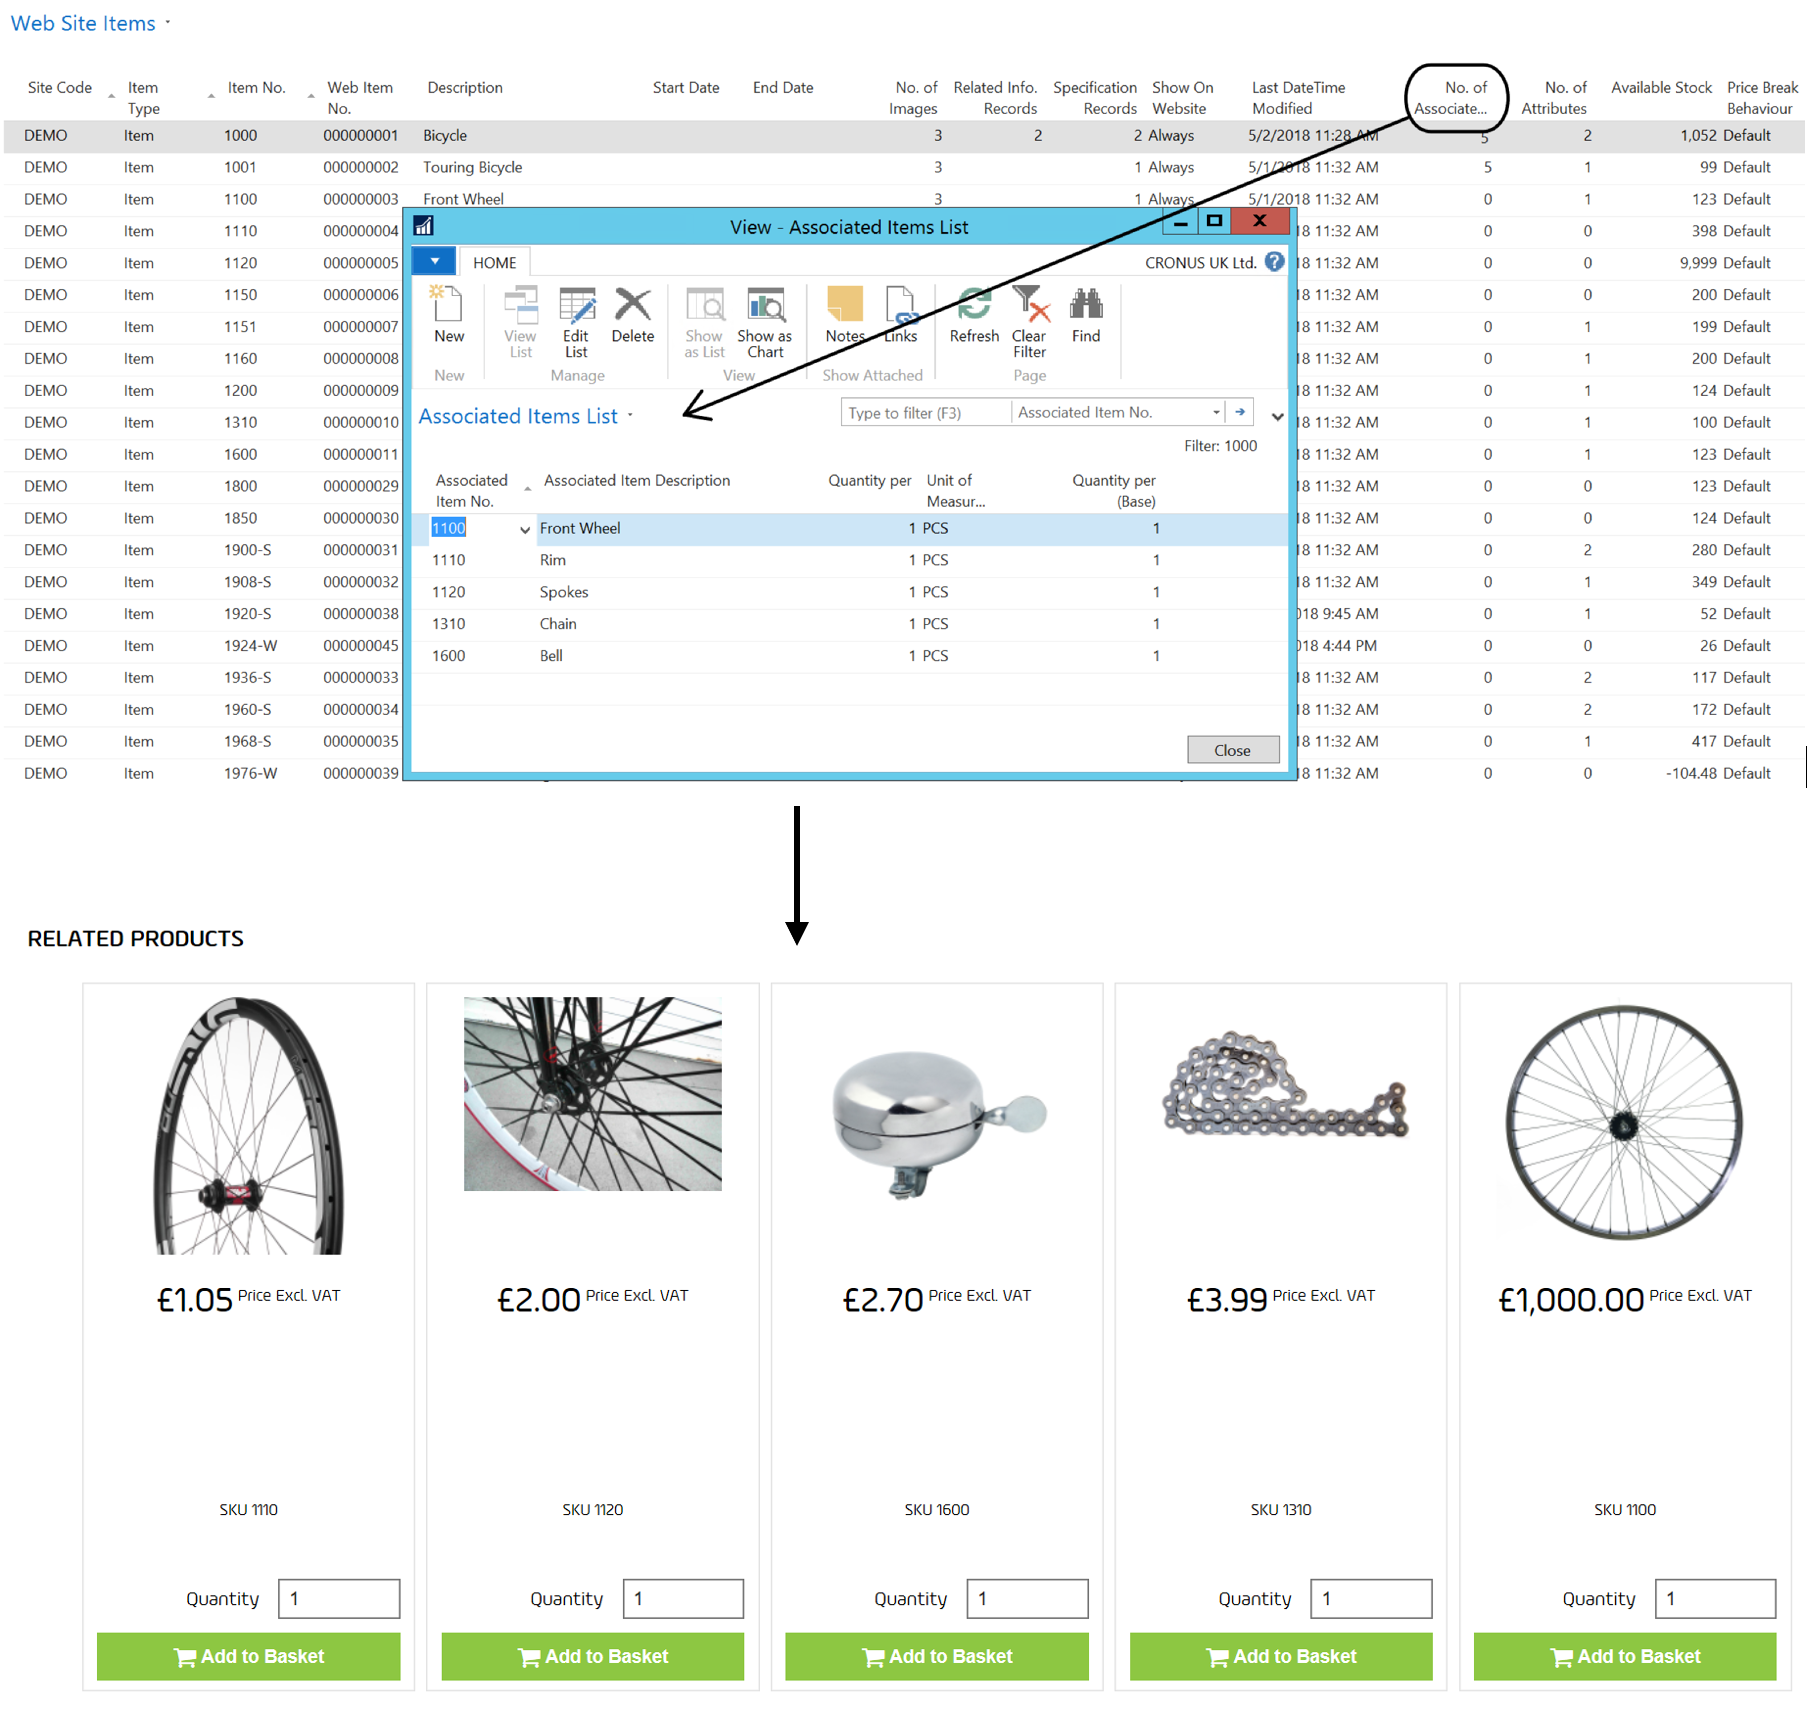 Web Site Items
Site Code Item Type Item No. Web Item No. Description Start Date End Date No. of Images Related Info. Records Specification Records Show On Website Last DateTime Modified No. of Associate... No. of Attributes Available Stock Price Break Behaviour
DEMO Item 1000 000000001 Bicycle 3 2 2 Always 5/2/2018 11:28 AM 5 2 1,052 Default
DEMO Item 1001 000000002 Touring Bicycle 3 1 Always 5/1/2018 11:32 AM 5 1 99 Default
DEMO Item 1100 000000003 Front Wheel 3 1 Always 5/1/2018 11:32 AM 0 1 123 Default
DEMO Item 1110 000000004 18 11:32 AM 0 0 398 Default
DEMO Item 1120 000000005 18 11:32 AM 0 0 9,999 Default
DEMO Item 1150 000000006 18 11:32 AM 0 0 200 Default
DEMO Item 1151 000000007 18 11:32 AM 0 1 199 Default
DEMO Item 1160 000000008 18 11:32 AM 0 1 200 Default
DEMO Item 1200 000000009 18 11:32 AM 0 1 124 Default
DEMO Item 1310 000000010 18 11:32 AM 0 1 100 Default
DEMO Item 1600 000000011 18 11:32 AM 0 1 123 Default
DEMO Item 1800 000000029 18 11:32 AM 0 0 123 Default
DEMO Item 1850 000000030 18 11:32 AM 0 0 124 Default
DEMO Item 1900-S 000000031 18 11:32 AM 0 2 280 Default
DEMO Item 1908-S 000000032 18 11:32 AM 0 1 349 Default
DEMO Item 1920-S 000000038 018 9:45 AM 0 1 52 Default
DEMO Item 1924-W 000000045 018 4:44 PM 0 0 26 Default
DEMO Item 1936-S 000000033 18 11:32 AM 0 2 117 Default
DEMO Item 1960-S 000000034 18 11:32 AM 0 2 172 Default
DEMO Item 1968-S 000000035 18 11:32 AM 0 1 417 Default
DEMO Item 1976-W 000000039 18 11:32 AM 0 0 -104.48 Default
View - Associated Items List
HOME CRONUS UK Ltd.
New View List Edit List Delete Show as List Show as Chart Notes Links Refresh Clear Filter Find
New Manage View Show Attached Page
Associated Items List Type to filter (F3) Associated Item No.
Filter: 1000
Associated Item No. Associated Item Description Quantity per Unit of Measur... Quantity per (Base)
1100 Front Wheel 1 PCS 1
1110 Rim 1 PCS 1
1120 Spokes 1 PCS 1
1310 Chain 1 PCS 1
1600 Bell 1 PCS 1
Close
RELATED PRODUCTS
£1.05 Price Excl. VAT £2.00 Price Excl. VAT £2.70 Price Excl. VAT £3.99 Price Excl. VAT £1,000.00 Price Excl. VAT
SKU 1110 SKU 1120 SKU 1600 SKU 1310 SKU 1100
Quantity 1 Quantity 1 Quantity 1 Quantity 1 Quantity 1
Add to Basket Add to Basket Add to Basket Add to Basket Add to Basket